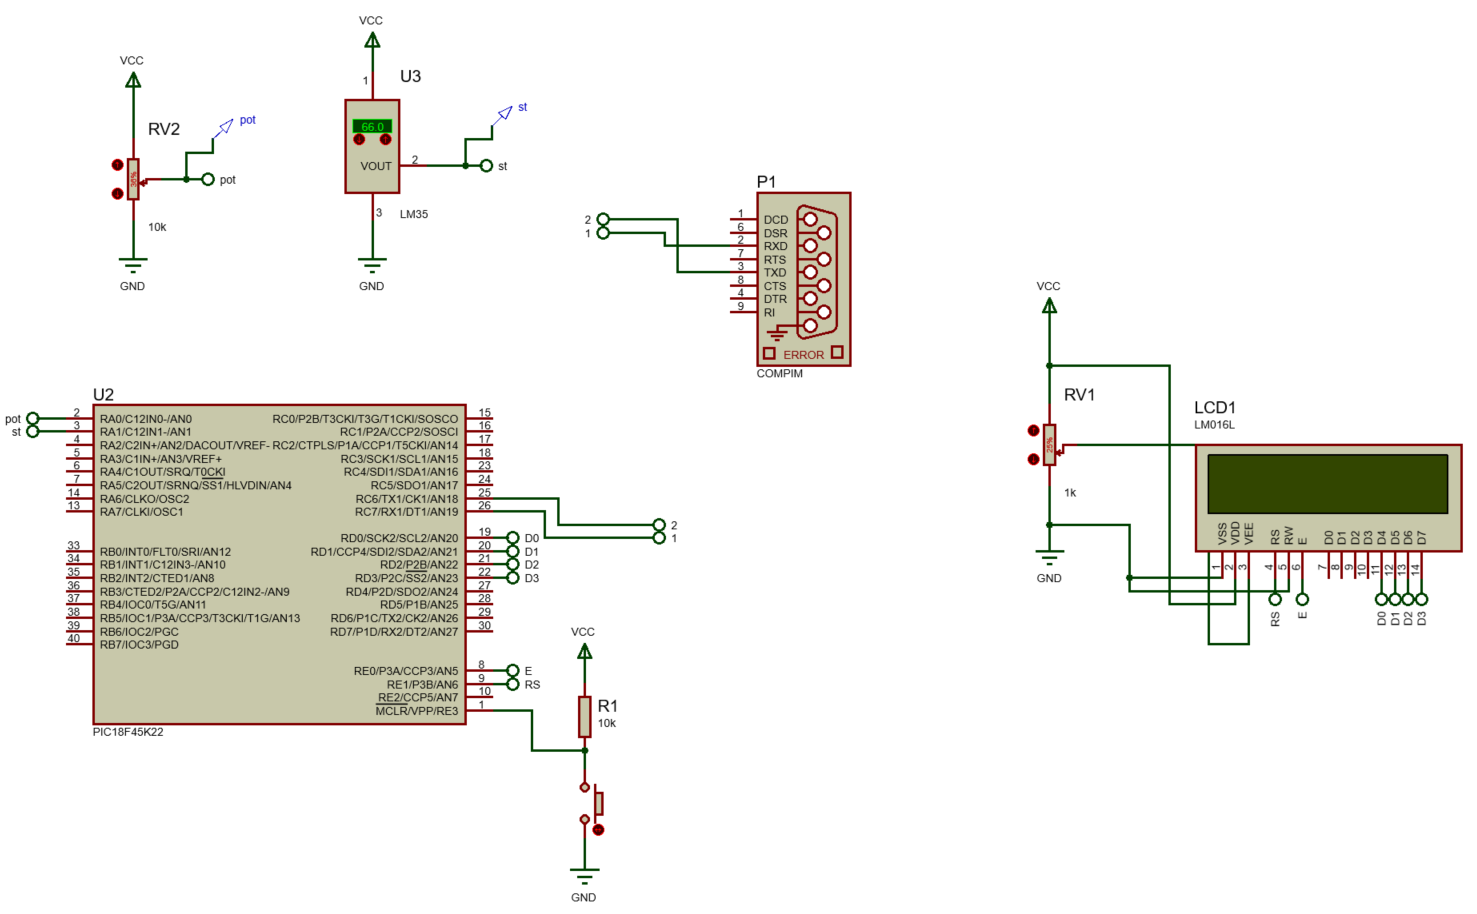 VCC
RV2
pot
36%
pot
10k
GND
VCC
1
U3
st
66.0
VOUT
2
st
3
LM35
GND
P1
2
1
1
DCD
6
DSR
2
RXD
7
RTS
3
TXD
8
CTS
4
DTR
9
RI
ERROR
COMPIM
VCC
RV1
25%
1k
GND
LCD1
LM016L
VSS
VDD
VEE
RS
RW
E
D0
D1
D2
D3
D4
D5
D6
D7
1
2
3
4
5
6
7
8
9
10
11
12
13
14
RS
E
D0
D1
D2
D3
U2
pot
2
RA0/C12IN0-/AN0
st
3
RA1/C12IN1-/AN1
4
RA2/C2IN+/AN2/DACOUT/VREF-
5
RA3/C1IN+/AN3/VREF+
6
RA4/C1OUT/SRQ/T0CKI
7
RA5/C2OUT/SRNQ/SS1/HLVDIN/AN4
14
RA6/CLKO/OSC2
13
RA7/CLKI/OSC1
33
RB0/INT0/FLT0/SRI/AN12
34
RB1/INT1/C12IN3-/AN10
35
RB2/INT2/CTED1/AN8
36
RB3/CTED2/P2A/CCP2/C12IN2-/AN9
37
RB4/IOC0/T5G/AN11
38
RB5/IOC1/P3A/CCP3/T3CKI/T1G/AN13
39
RB6/IOC2/PGC
40
RB7/IOC3/PGD
RC0/P2B/T3CKI/T3G/T1CKI/SOSCO
15
RC1/P2A/CCP2/SOSCI
16
RC2/CTPLS/P1A/CCP1/T5CKI/AN14
17
RC3/SCK1/SCL1/AN15
18
RC4/SDI1/SDA1/AN16
23
RC5/SDO1/AN17
24
RC6/TX1/CK1/AN18
25
RC7/RX1/DT1/AN19
26
2
1
RD0/SCK2/SCL2/AN20
19
D0
RD1/CCP4/SDI2/SDA2/AN21
20
D1
RD2/P2B/AN22
21
D2
RD3/P2C/SS2/AN23
22
D3
RD4/P2D/SDO2/AN24
27
RD5/P1B/AN25
28
RD6/P1C/TX2/CK2/AN26
29
RD7/P1D/RX2/DT2/AN27
30
RE0/P3A/CCP3/AN5
8
E
RE1/P3B/AN6
9
RS
RE2/CCP5/AN7
10
MCLR/VPP/RE3
1
PIC18F45K22
VCC
R1
10k
GND